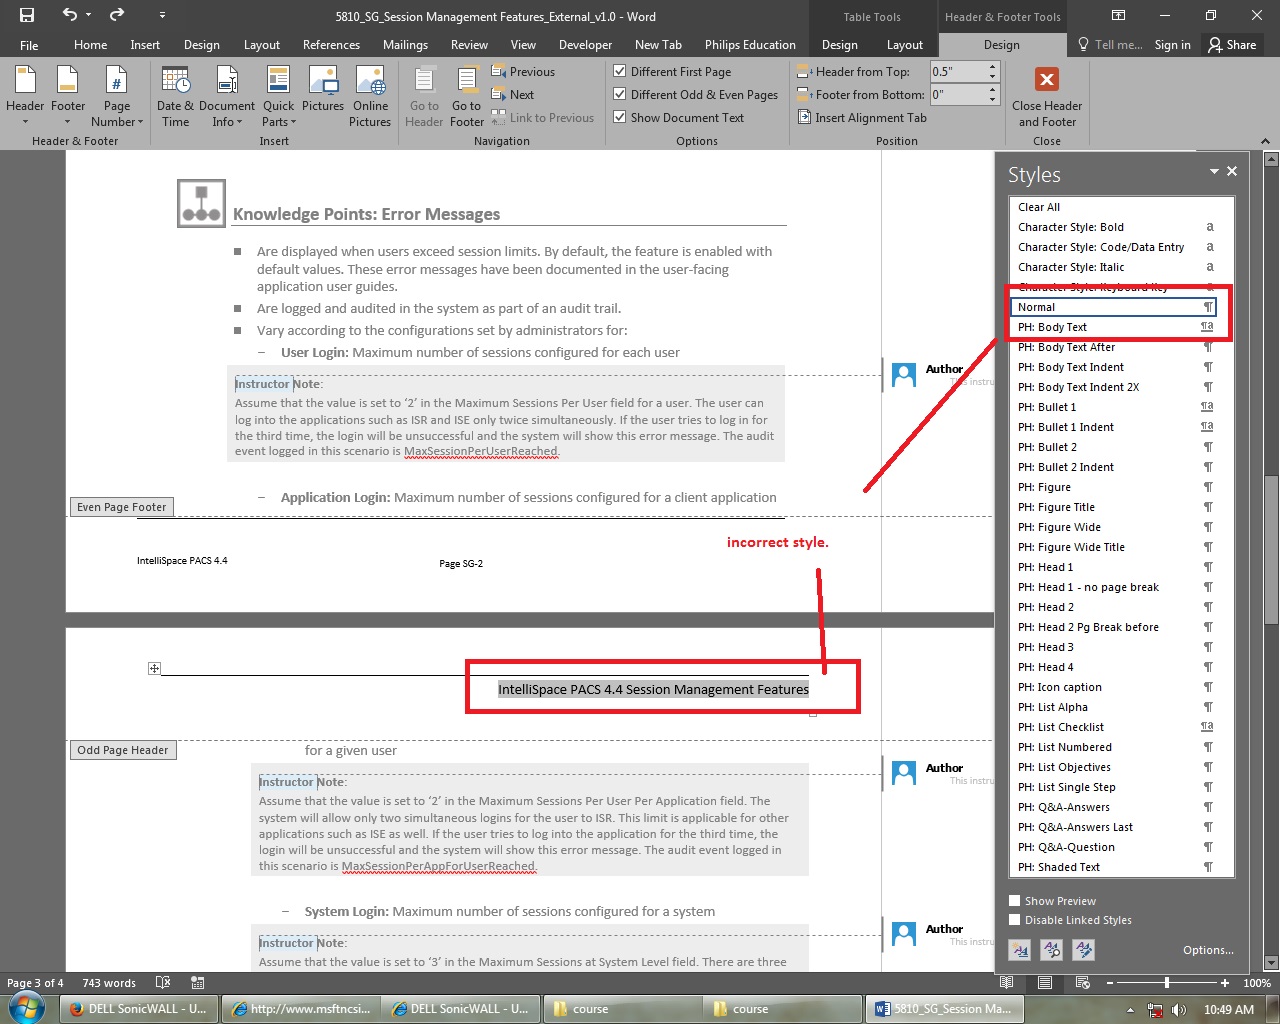 5810_SG_Session Management Features_External_v1.0 - Word
Table Tools
Header & Footer Tools
File
Home
Insert
Design
Layout
References
Mailings
Review
View
Developer
New Tab
Philips Education
Design
Layout
Design
Tell me...
Sign in
Share
Header
Footer
Page
Number
Header & Footer
Date &
Time
Document
Info
Quick
Parts
Pictures
Online
Pictures
Insert
Go to
Header
Go to
Footer
Previous
Next
Link to Previous
Navigation
Different First Page
Different Odd & Even Pages
Show Document Text
Options
Header from Top: 0.5"
Footer from Bottom: 0"
Insert Alignment Tab
Position
Close Header
and Footer
Close
Knowledge Points: Error Messages
Are displayed when users exceed session limits. By default, the feature is enabled with
default values. These error messages have been documented in the user-facing
application user guides.
Are logged and audited in the system as part of an audit trail.
Vary according to the configurations set by administrators for:
– User Login: Maximum number of sessions configured for each user
Instructor Note:
Assume that the value is set to ‘2’ in the Maximum Sessions Per User field for a user. The user can
log into the applications such as ISR and ISE only twice simultaneously. If the user tries to log in for
the third time, the login will be unsuccessful and the system will show this error message. The audit
event logged in this scenario is MaxSessionPerUserReached.
– Application Login: Maximum number of sessions configured for a client application
Author
This instru
Even Page Footer
incorrect style.
IntelliSpace PACS 4.4
Page SG-2
IntelliSpace PACS 4.4 Session Management Features
Odd Page Header
for a given user
Instructor Note:
Assume that the value is set to ‘2’ in the Maximum Sessions Per User Per Application field. The
system will allow only two simultaneous logins for the user to ISR. This limit is applicable for other
applications such as ISE as well. If the user tries to log into the application for the third time, the
login will be unsuccessful and the system will show this error message. The audit event logged in
this scenario is MaxSessionPerAppForUserReached.
Author
This instru
– System Login: Maximum number of sessions configured for a system
Instructor Note:
Assume that the value is set to ‘3’ in the Maximum Sessions at System Level field. There are three
Author
This instru
Styles
Clear All
Character Style: Bold a
Character Style: Code/Data Entry a
Character Style: Italic a
Character Style: Keyboard Key a
Normal ¶
PH: Body Text ¶a
PH: Body Text After ¶
PH: Body Text Indent ¶
PH: Body Text Indent 2X ¶
PH: Bullet 1 ¶a
PH: Bullet 1 Indent ¶a
PH: Bullet 2 ¶
PH: Bullet 2 Indent ¶
PH: Figure ¶
PH: Figure Title ¶
PH: Figure Wide ¶
PH: Figure Wide Title ¶
PH: Head 1 ¶
PH: Head 1 - no page break ¶
PH: Head 2 ¶
PH: Head 2 Pg Break before ¶
PH: Head 3 ¶
PH: Head 4 ¶
PH: Icon caption ¶
PH: List Alpha ¶
PH: List Checklist ¶a
PH: List Numbered ¶
PH: List Objectives ¶
PH: List Single Step ¶
PH: Q&A-Answers ¶
PH: Q&A-Answers Last ¶
PH: Q&A-Question ¶
PH: Shaded Text ¶
Show Preview
Disable Linked Styles
Options...
Page 3 of 4
743 words
100%
DELL SonicWALL - U...
http://www.msftncsi...
DELL SonicWALL - U...
course
course
5810_SG_Session Ma...
10:49 AM